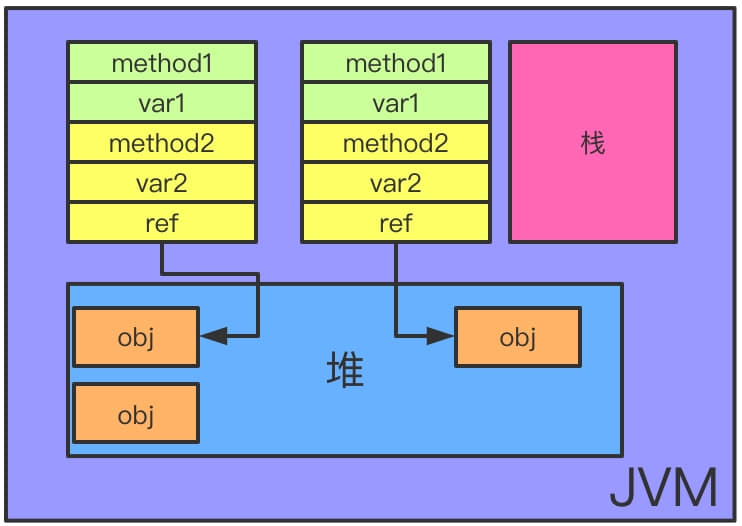 method1
var1
method2
var2
ref
method1
var1
method2
var2
ref
栈
obj
obj
堆
obj
JVM